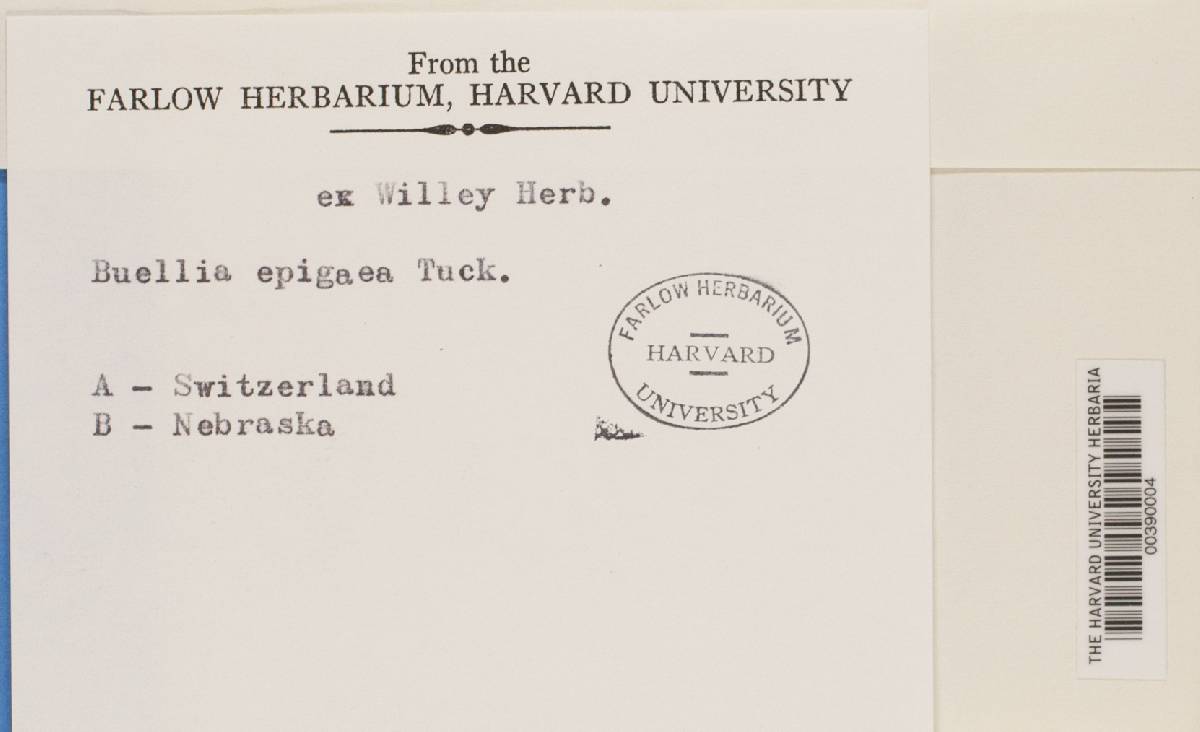 From the
FARLOW HERBARIUM, HARVARD UNIVERSITY
ex Willey Herb.
Buellia epigaea Tuck.
A - Switzerland
B - Nebraska
FARLOW HERBARIUM
HARVARD
UNIVERSITY
THE HARVARD UNIVERSITY HERBARIA
00390004